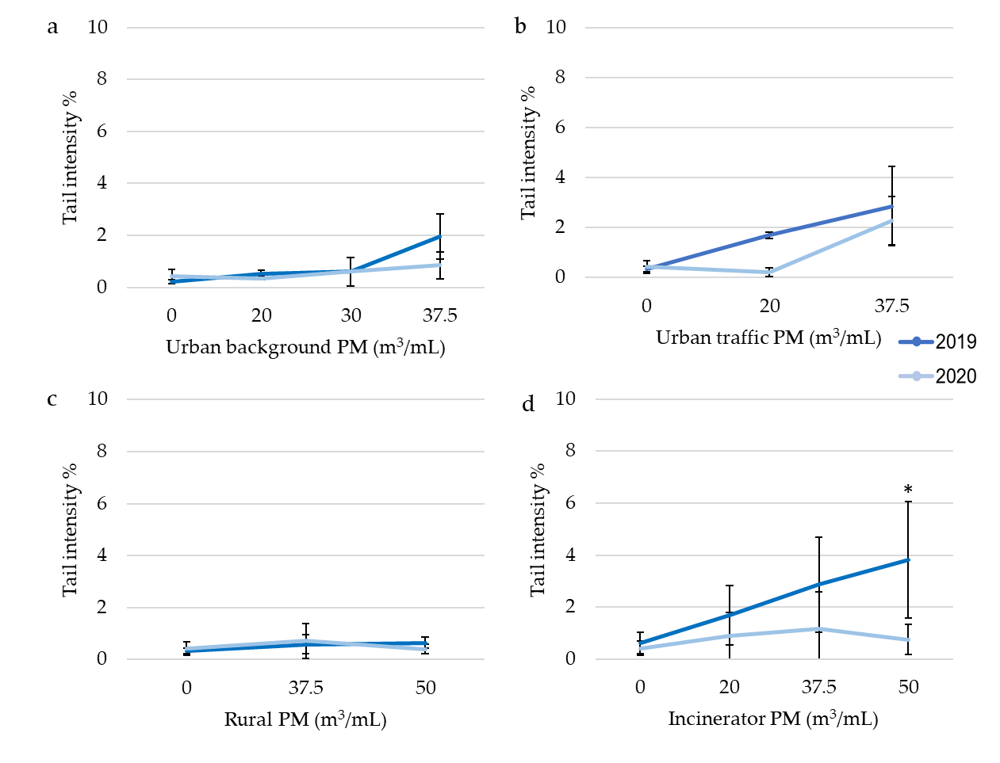 a
10
8
6
4
2
0
Tail intensity %
0 20 30 37.5
Urban background PM (m³/mL)
b
10
8
6
4
2
0
Tail intensity %
0 20 37.5
Urban traffic PM (m³/mL)
2019
2020
c
10
8
6
4
2
0
Tail intensity %
0 37.5 50
Rural PM (m³/mL)
d
10
8
6
4
2
0
Tail intensity %
*
0 20 37.5 50
Incinerator PM (m³/mL)